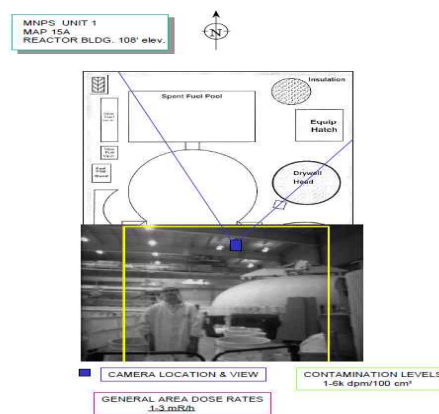 MNPS UNIT 1
MAP 15A
REACTOR BLDG. 108' elev.
N
Insulation
Spent Fuel Pool
Equip
Hatch
Drywell
Head
CAMERA LOCATION & VIEW
CONTAMINATION LEVELS
1-6k dpm/100 cm²
GENERAL AREA DOSE RATES
1-3 mR/h